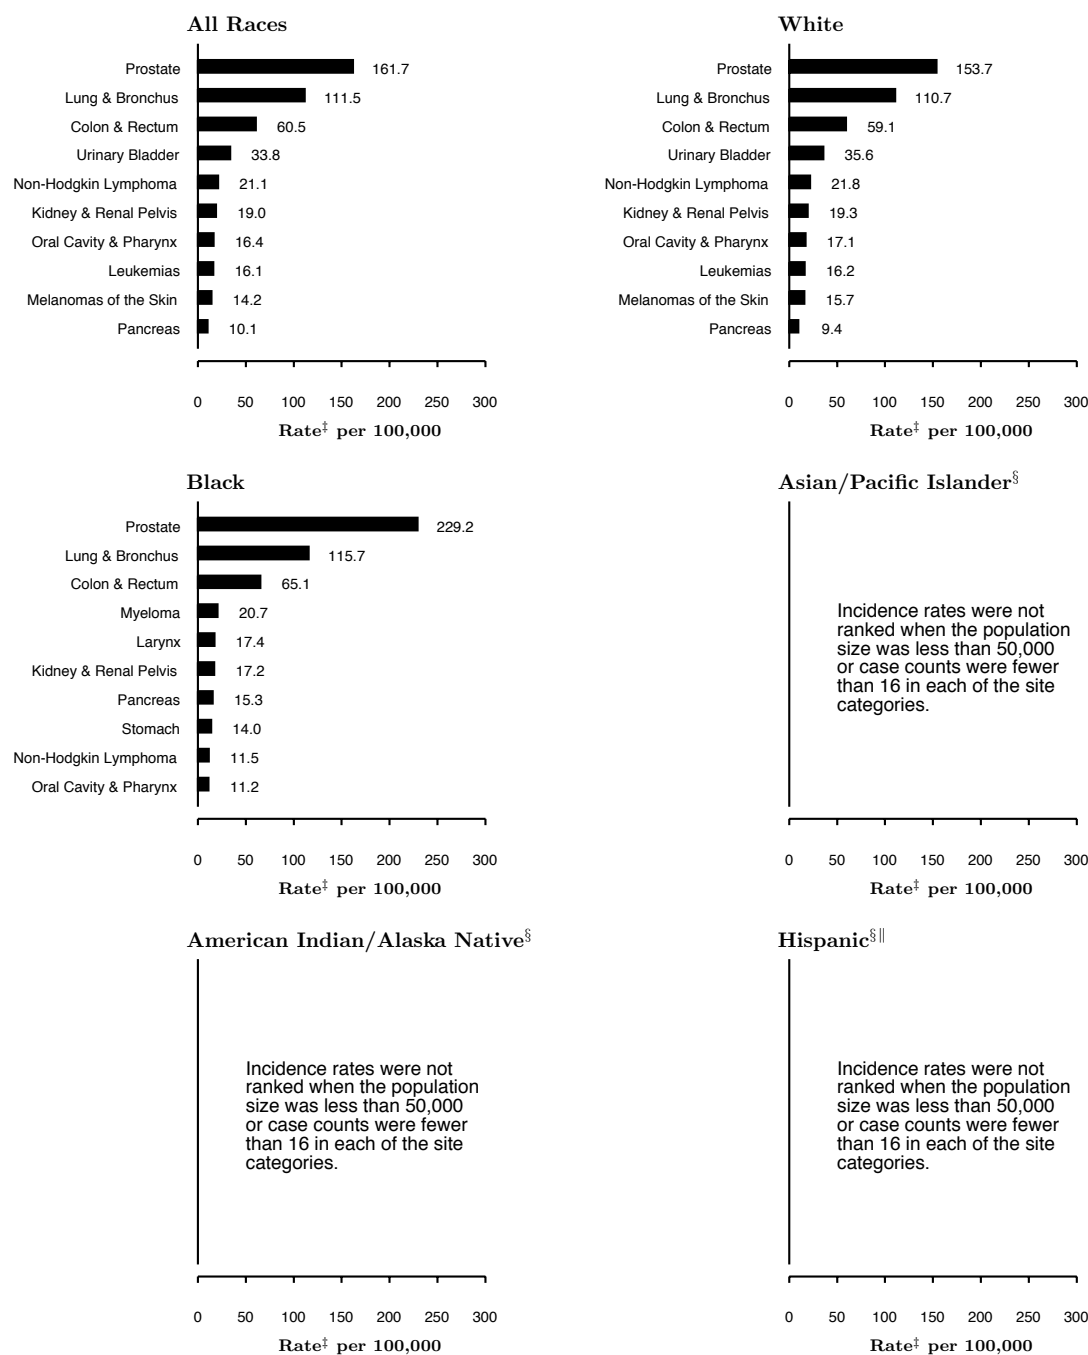 All Races
Prostate 161.7
Lung & Bronchus 111.5
Colon & Rectum 60.5
Urinary Bladder 33.8
Non-Hodgkin Lymphoma 21.1
Kidney & Renal Pelvis 19.0
Oral Cavity & Pharynx 16.4
Leukemias 16.1
Melanomas of the Skin 14.2
Pancreas 10.1
0 50 100 150 200 250 300
Rate‡ per 100,000
White
Prostate 153.7
Lung & Bronchus 110.7
Colon & Rectum 59.1
Urinary Bladder 35.6
Non-Hodgkin Lymphoma 21.8
Kidney & Renal Pelvis 19.3
Oral Cavity & Pharynx 17.1
Leukemias 16.2
Melanomas of the Skin 15.7
Pancreas 9.4
0 50 100 150 200 250 300
Rate‡ per 100,000
Black
Prostate 229.2
Lung & Bronchus 115.7
Colon & Rectum 65.1
Myeloma 20.7
Larynx 17.4
Kidney & Renal Pelvis 17.2
Pancreas 15.3
Stomach 14.0
Non-Hodgkin Lymphoma 11.5
Oral Cavity & Pharynx 11.2
0 50 100 150 200 250 300
Rate‡ per 100,000
Asian/Pacific Islander§
Incidence rates were not
ranked when the population
size was less than 50,000
or case counts were fewer
than 16 in each of the site
categories.
0 50 100 150 200 250 300
Rate‡ per 100,000
American Indian/Alaska Native§
Incidence rates were not
ranked when the population
size was less than 50,000
or case counts were fewer
than 16 in each of the site
categories.
0 50 100 150 200 250 300
Rate‡ per 100,000
Hispanic§‖
Incidence rates were not
ranked when the population
size was less than 50,000
or case counts were fewer
than 16 in each of the site
categories.
0 50 100 150 200 250 300
Rate‡ per 100,000